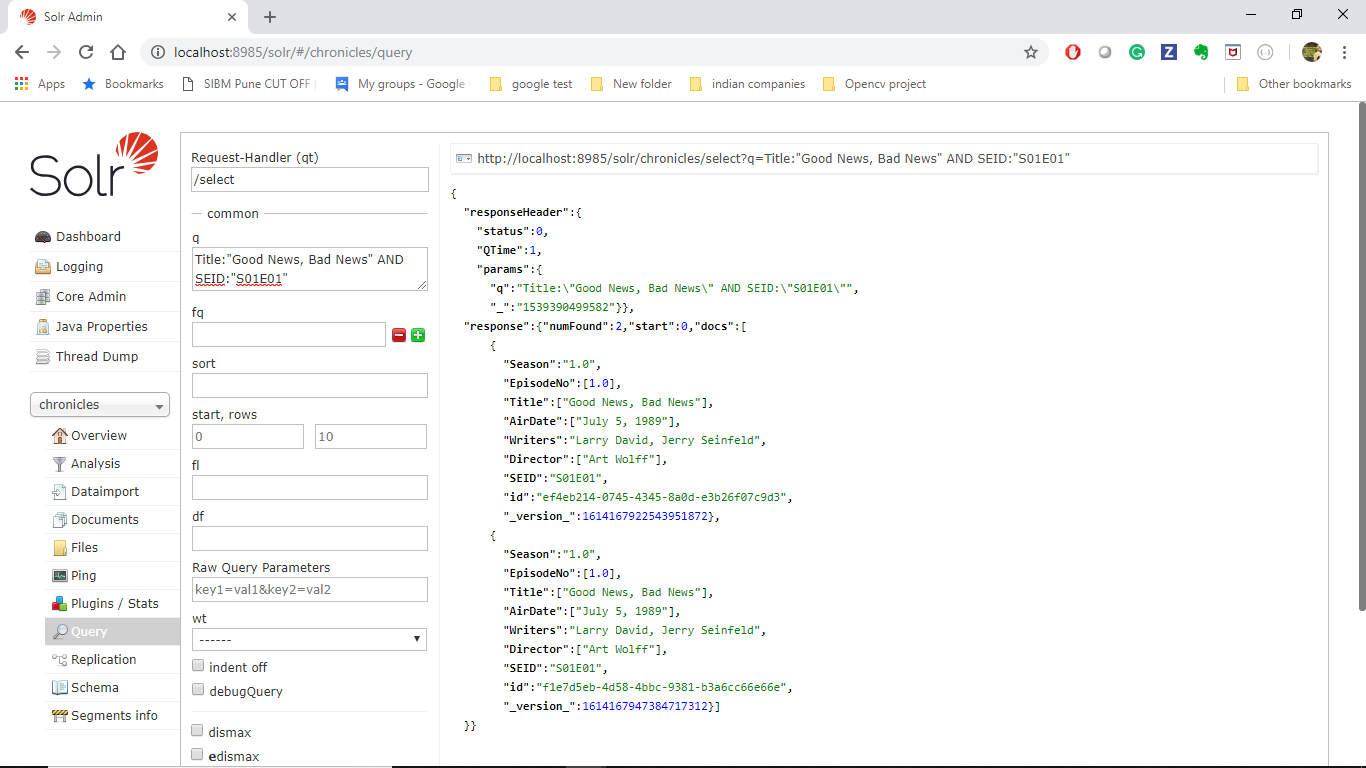 Solr Admin
localhost:8985/solr/#/chronicles/query
Apps Bookmarks SIBM Pune CUT OFF My groups - Google google test New folder indian companies Opencv project Other bookmarks
Solr
Dashboard
Logging
Core Admin
Java Properties
Thread Dump
chronicles
Overview
Analysis
Dataimport
Documents
Files
Ping
Plugins / Stats
Query
Replication
Schema
Segments info
Request-Handler (qt)
/select
common
q
Title:"Good News, Bad News" AND
SEID:"S01E01"
fq
sort
start, rows
0 10
fl
df
Raw Query Parameters
key1=val1&key2=val2
wt
------
indent off
debugQuery
dismax
edismax
http://localhost:8985/solr/chronicles/select?q=Title:"Good News, Bad News" AND SEID:"S01E01"
{
"responseHeader":{
"status":0,
"QTime":1,
"params":{
"q":"Title:\"Good News, Bad News\" AND SEID:\"S01E01\"",
"_":"1539390499582"}},
"response":{"numFound":2,"start":0,"docs":[
{
"Season":"1.0",
"EpisodeNo":[1.0],
"Title":["Good News, Bad News"],
"AirDate":["July 5, 1989"],
"Writers":"Larry David, Jerry Seinfeld",
"Director":["Art Wolff"],
"SEID":"S01E01",
"id":"ef4eb214-0745-4345-8a0d-e3b26f07c9d3",
"_version_":1614167922543951872},
{
"Season":"1.0",
"EpisodeNo":[1.0],
"Title":["Good News, Bad News"],
"AirDate":["July 5, 1989"],
"Writers":"Larry David, Jerry Seinfeld",
"Director":["Art Wolff"],
"SEID":"S01E01",
"id":"f1e7d5eb-4d58-4bbc-9381-b3a6cc66e66e",
"_version_":1614167947384717312}]
}}